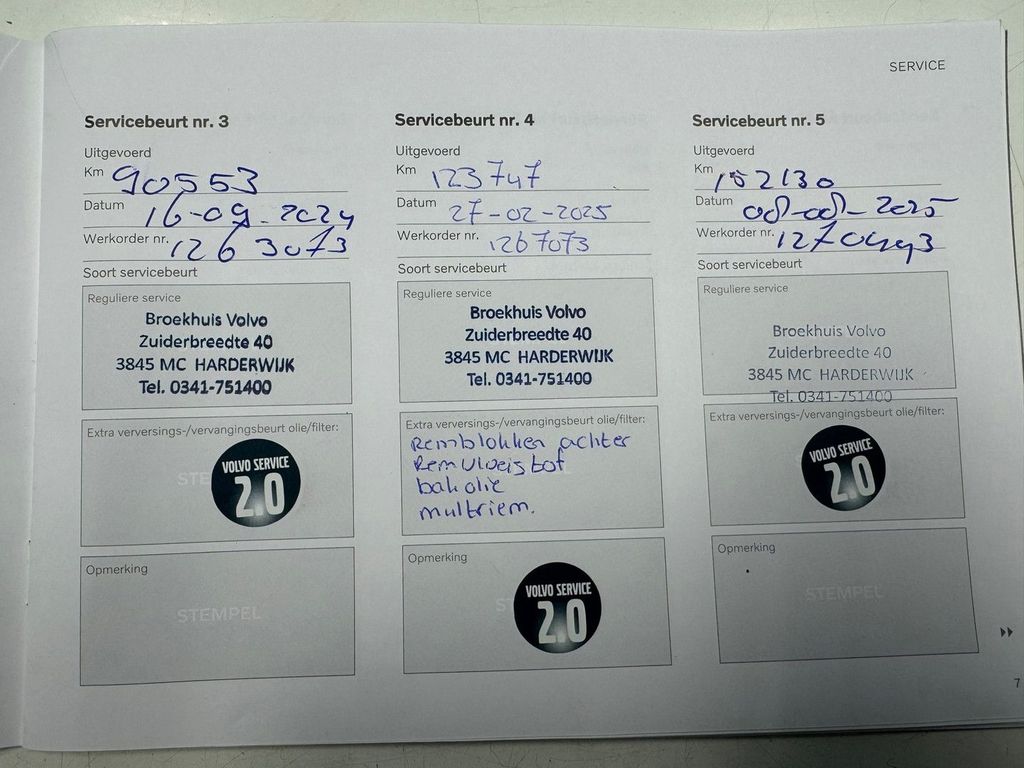 SERVICE
Servicebeurt nr. 3
Uitgevoerd
Km 90553
Datum 16-09-2024
Werkorder nr. 1263073
Soort servicebeurt
Reguliere service
Broekhuis Volvo
Zuiderbreedte 40
3845 MC HARDERWIJK
Tel. 0341-751400
Extra verversings-/vervangingsbeurt olie/filter:
VOLVO SERVICE
2.0
Opmerking
STEMPEL
Servicebeurt nr. 4
Uitgevoerd
Km 123747
Datum 27-02-2025
Werkorder nr. 1267073
Soort servicebeurt
Reguliere service
Broekhuis Volvo
Zuiderbreedte 40
3845 MC HARDERWIJK
Tel. 0341-751400
Extra verversings-/vervangingsbeurt olie/filter:
Remblokken achter
Remvloeistof
bak olie
multriem.
Opmerking
VOLVO SERVICE
2.0
Servicebeurt nr. 5
Uitgevoerd
Km 152130
Datum 08-08-2025
Werkorder nr.
Soort servicebeurt
Reguliere service
Broekhuis Volvo
Zuiderbreedte 40
3845 MC HARDERWIJK
Tel. 0341-751400
Extra verversings-/vervangingsbeurt olie/filter:
VOLVO SERVICE
2.0
Opmerking
STEMPEL
7